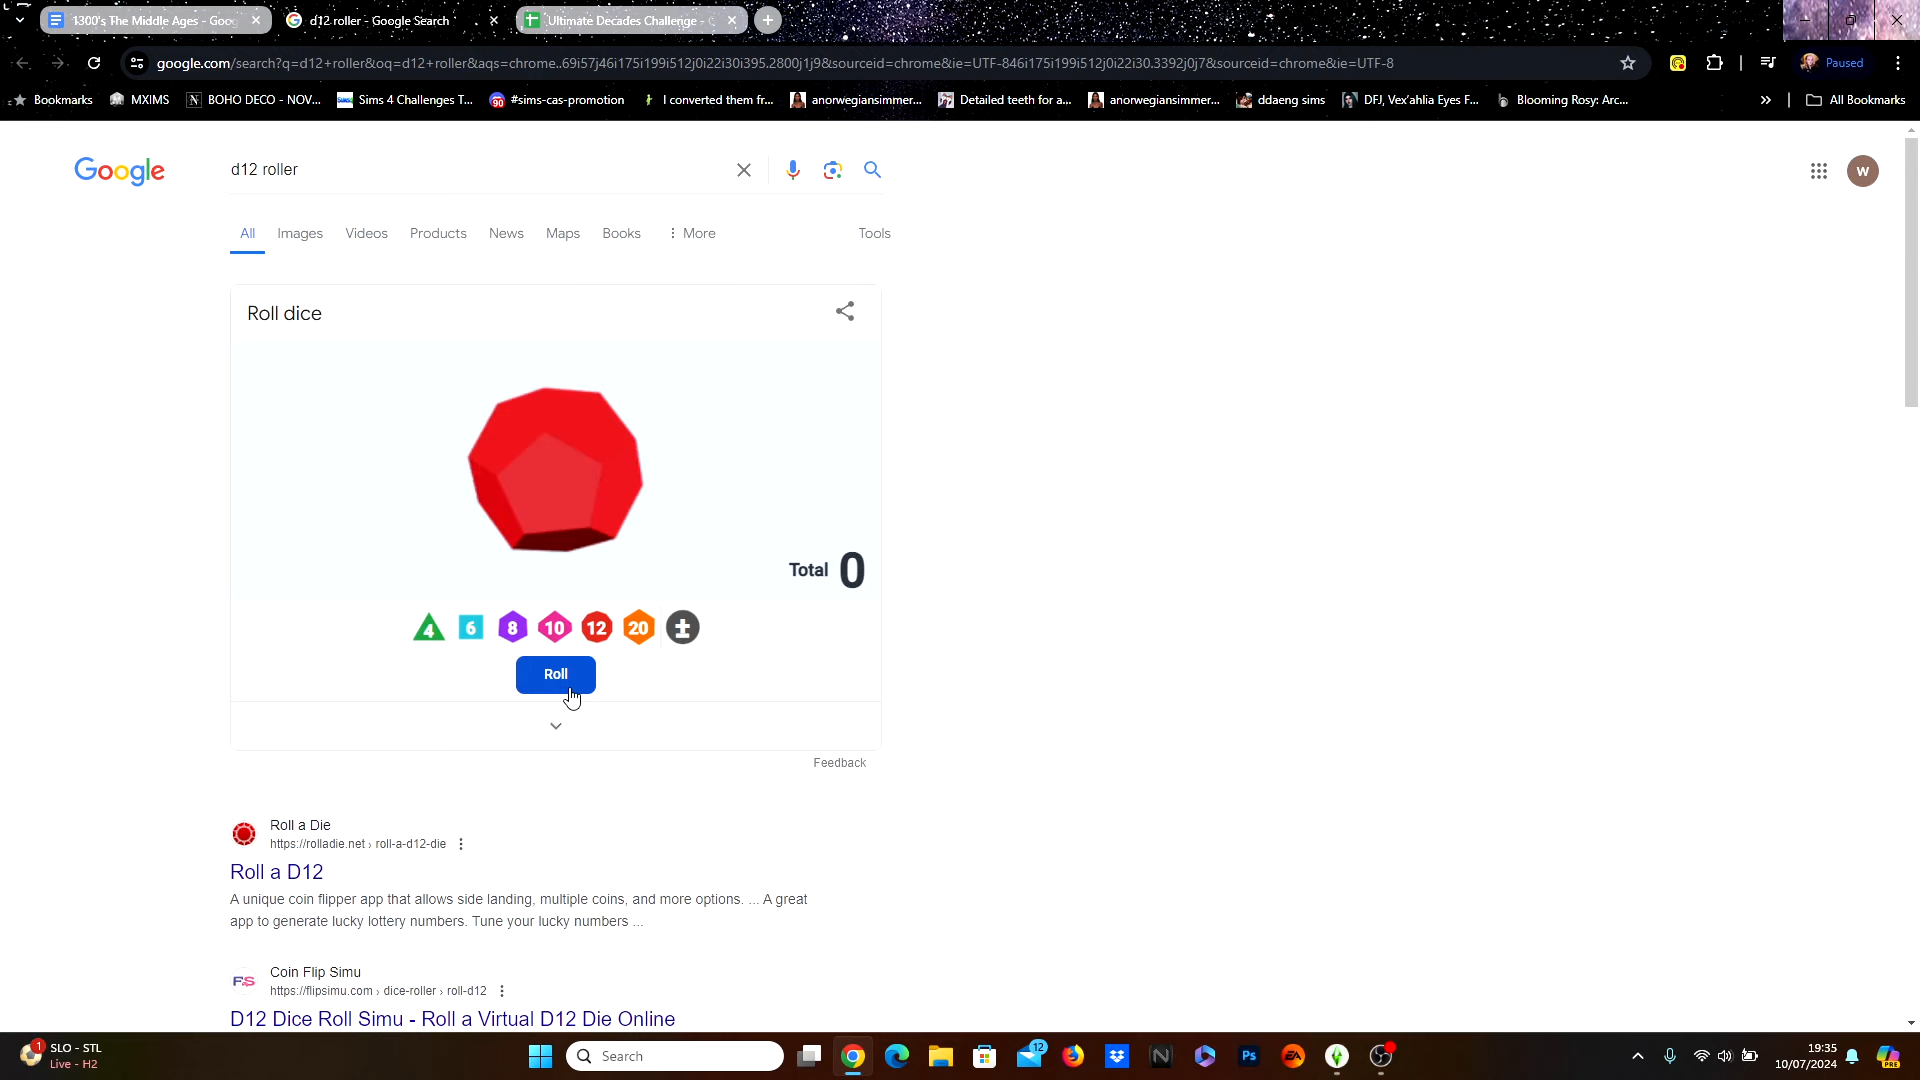 1300's The Middle Ages - Goog
d12 roller - Google Search
Ultimate Decades Challenge - G
google.com/search?q=d12+roller&oq=d12+roller&aqs=chrome..69i57j46i175i199i512j0i22i30i395.2800j1j9&sourceid=chrome&ie=UTF-846i175i199i512j0i22i30.3392j0j7&sourceid=chrome&ie=UTF-8
Paused
Bookmarks
MXIMS
BOHO DECO - NOV...
Sims 4 Challenges T...
#sims-cas-promotion
I converted them fr...
anorwegiansimmer...
Detailed teeth for a...
anorwegiansimmer...
ddaeng sims
DFJ, Vex'ahlia Eyes F...
Blooming Rosy: Arc...
All Bookmarks
Google
d12 roller
W
All
Images
Videos
Products
News
Maps
Books
More
Tools
Roll dice
Total 0
4
6
8
10
12
20
±
Roll
Feedback
Roll a Die
https://rolladie.net › roll-a-d12-die
Roll a D12
A unique coin flipper app that allows side landing, multiple coins, and more options. ... A great
app to generate lucky lottery numbers. Tune your lucky numbers ...
F&S
Coin Flip Simu
https://flipsimu.com › dice-roller › roll-d12
D12 Dice Roll Simu - Roll a Virtual D12 Die Online
1
SLO - STL
Live - H2
Search
12
Ps
EA
19:35
10/07/2024
PRE